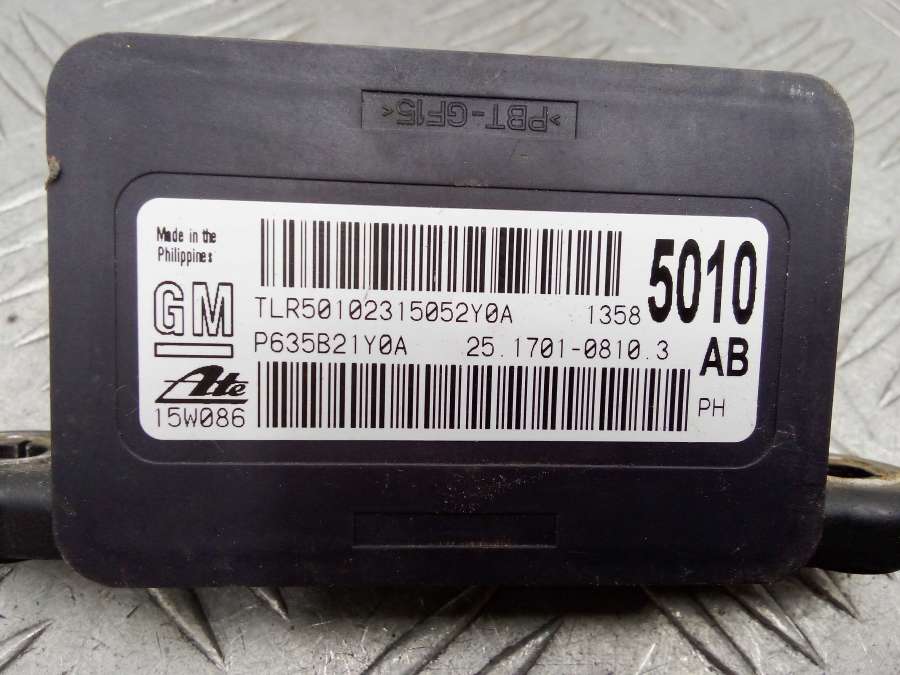 >PBT-GF15<
Made in the
Philippines
GM
TLR50102315052Y0A 1358 5010
P635B21Y0A 25.1701-0810.3 AB
Ate
15W086
PH